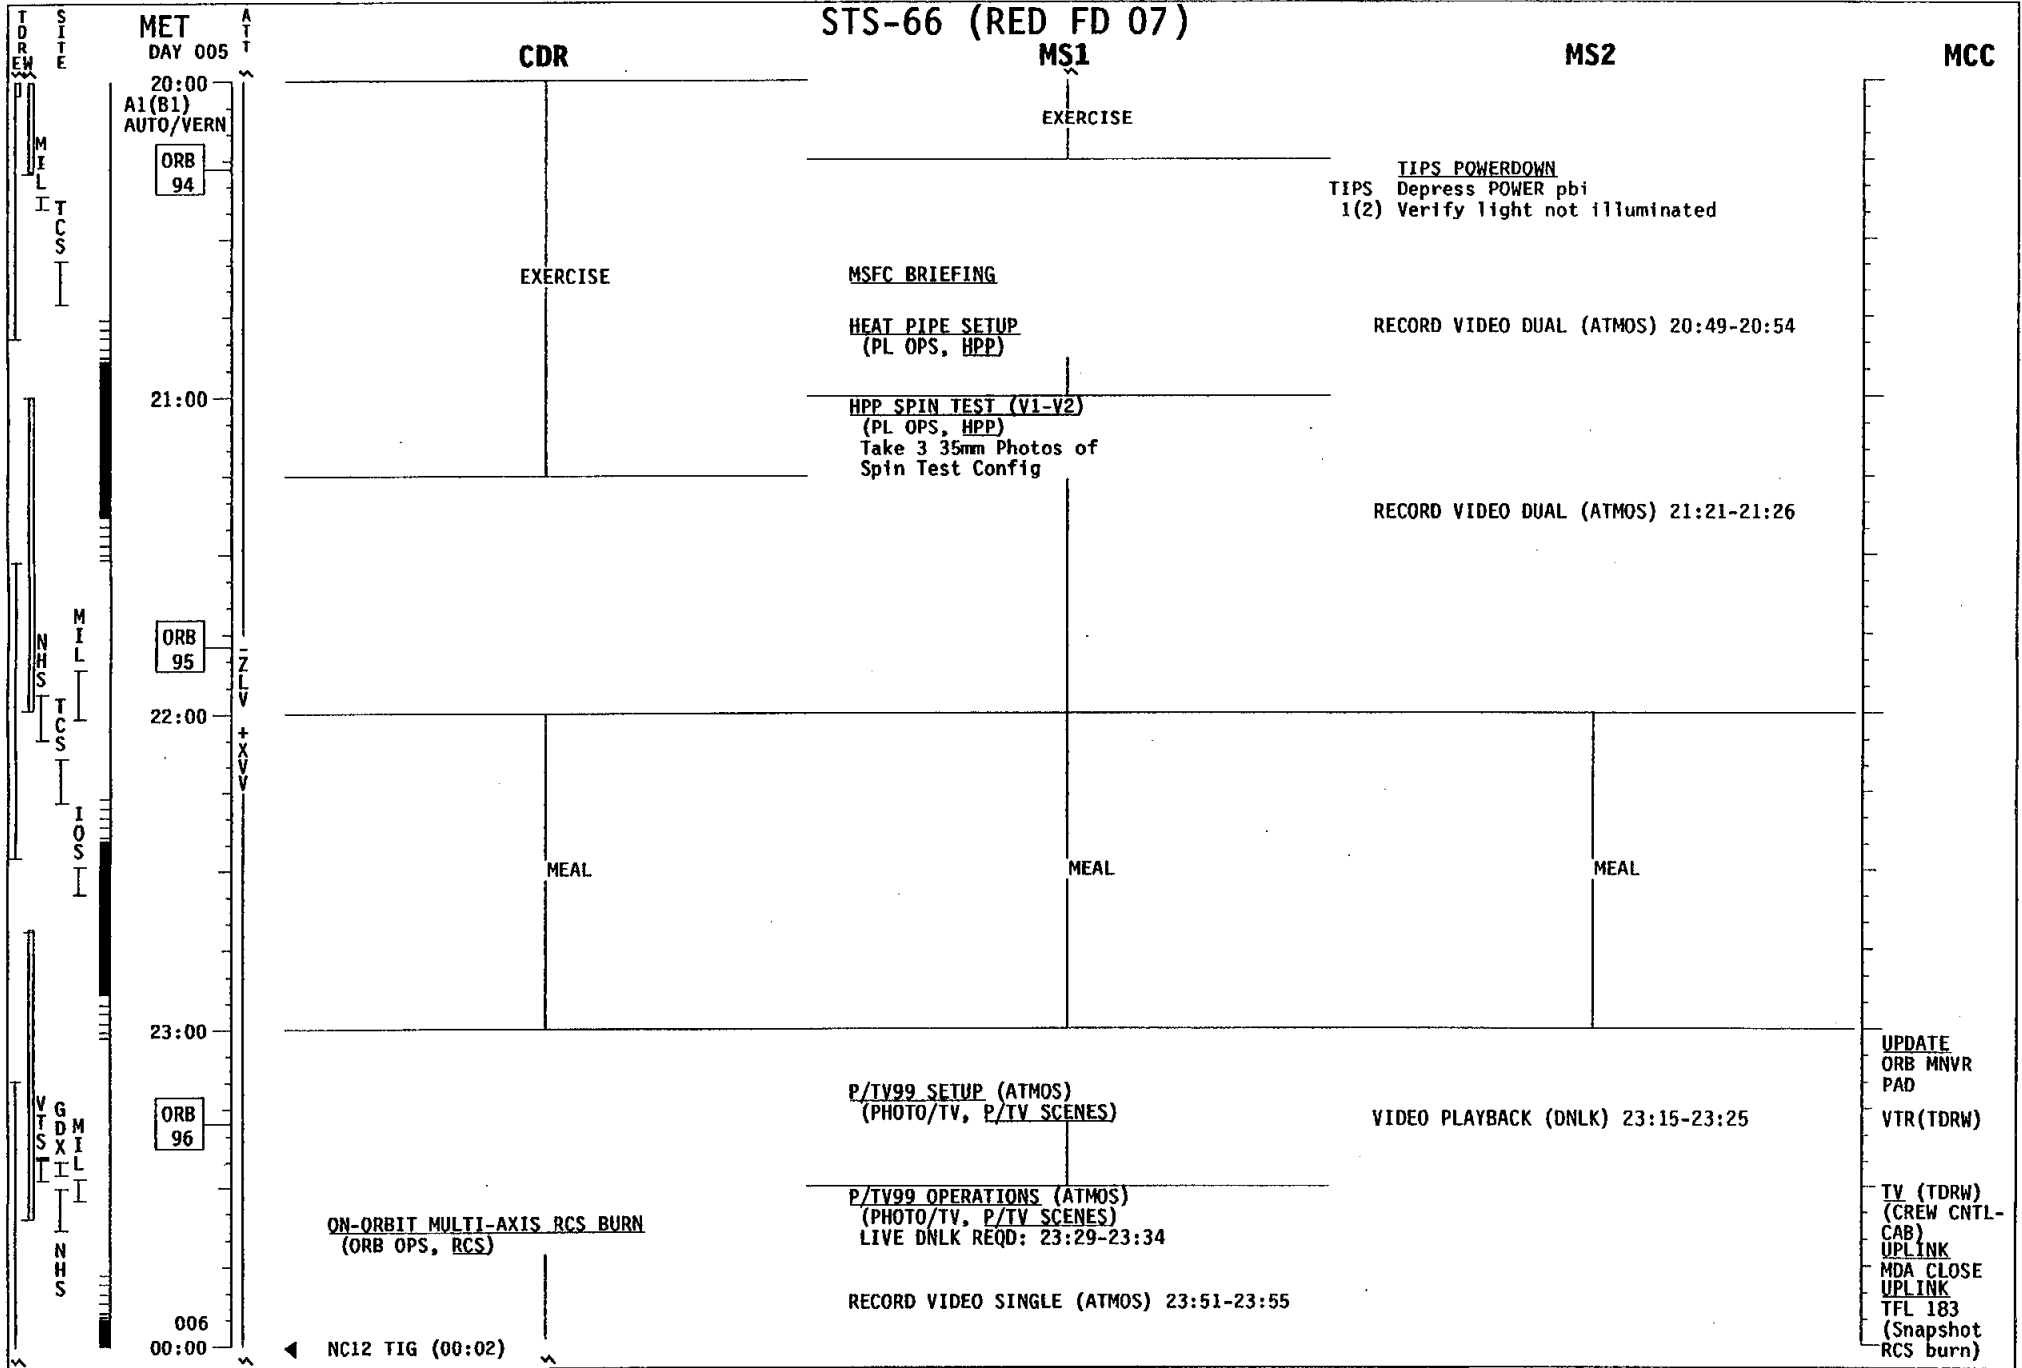 STS-66 (RED FD 07)
TDRE W SITE MET ATT
DAY 005
CDR MS1 MS2 MCC
20:00
A1(B1)
AUTO/VERN
EXERCISE
MIL
ORB
94
TIPS POWERDOWN
TIPS Depress POWER pbi
1(2) Verify light not illuminated
TCS
EXERCISE
MSFC BRIEFING
HEAT PIPE SETUP
(PL OPS, HPP)
RECORD VIDEO DUAL (ATMOS) 20:49-20:54
21:00
HPP SPIN TEST (V1-V2)
(PL OPS, HPP)
Take 3 35mm Photos of
Spin Test Config
RECORD VIDEO DUAL (ATMOS) 21:21-21:26
MIL
NHS
ORB
95
-ZLV +XVV
TCS
22:00
IOS
MEAL
MEAL
MEAL
23:00
UPDATE
ORB MNVR
PAD
P/TV99 SETUP (ATMOS)
(PHOTO/TV, P/TV SCENES)
VTS
GDX
MIL
ORB
96
VIDEO PLAYBACK (DNLK) 23:15-23:25
VTR(TDRW)
P/TV99 OPERATIONS (ATMOS)
(PHOTO/TV, P/TV SCENES)
LIVE DNLK REQD: 23:29-23:34
TV (TDRW)
(CREW CNTL-
CAB)
UPLINK
MDA CLOSE
UPLINK
TFL 183
(Snapshot
RCS burn)
ON-ORBIT MULTI-AXIS RCS BURN
(ORB OPS, RCS)
NHS
RECORD VIDEO SINGLE (ATMOS) 23:51-23:55
006
00:00
NC12 TIG (00:02)